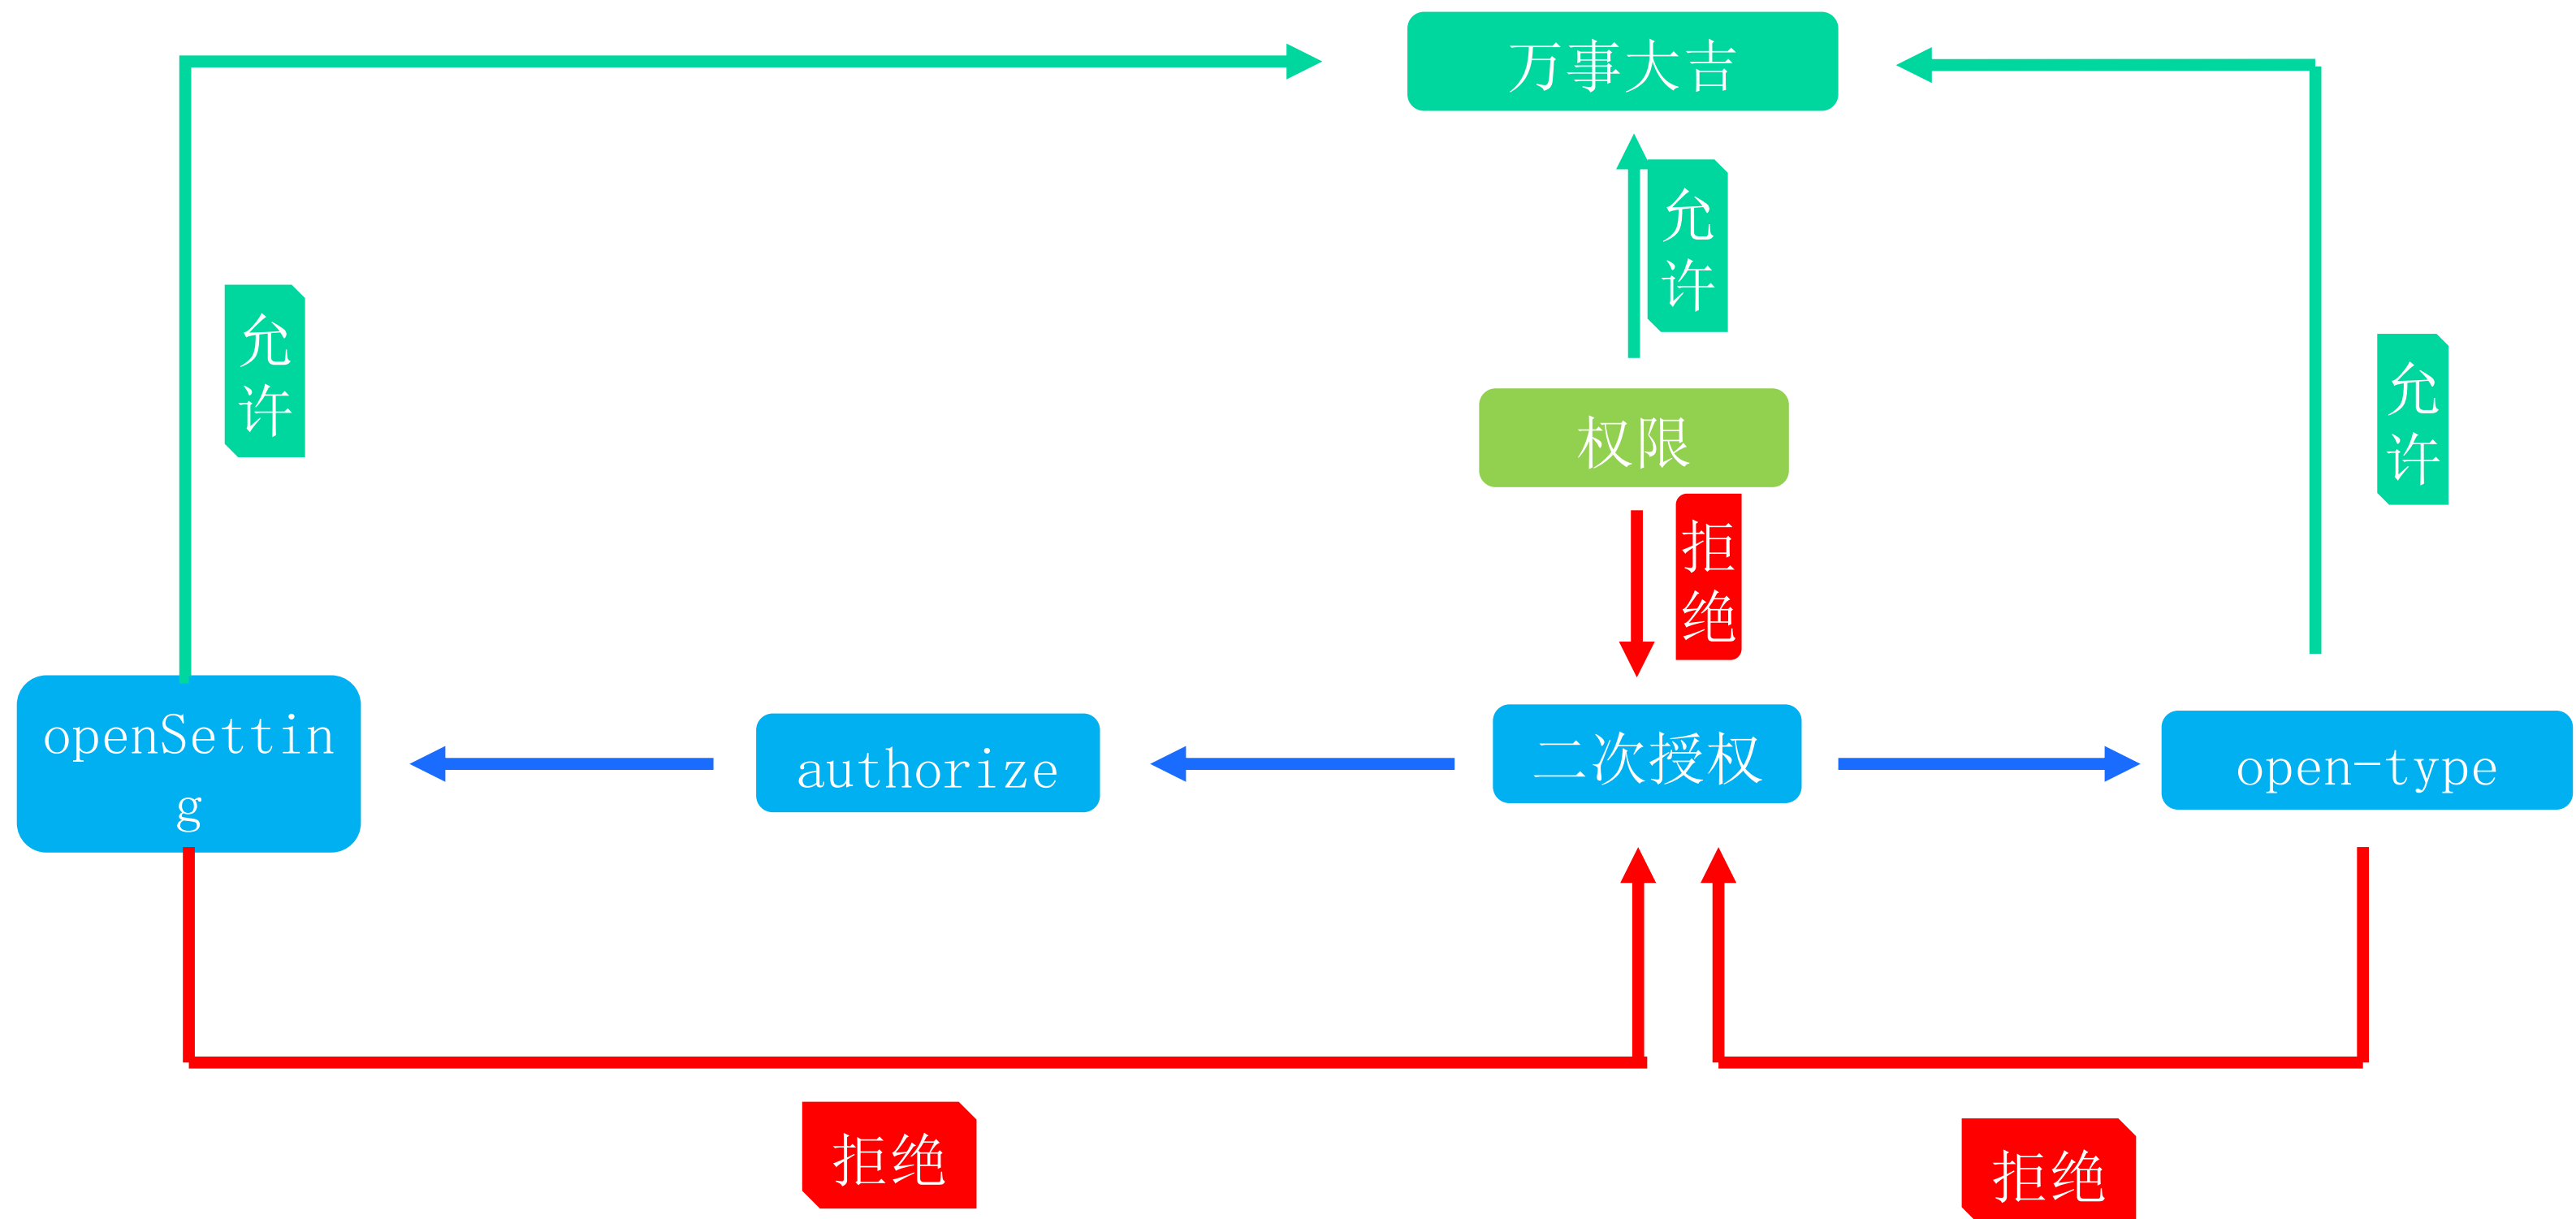 万事大吉
允
许
允
许
允
许
权限
拒
绝
openSettin
g
authorize
二次授权
open-type
拒绝
拒绝